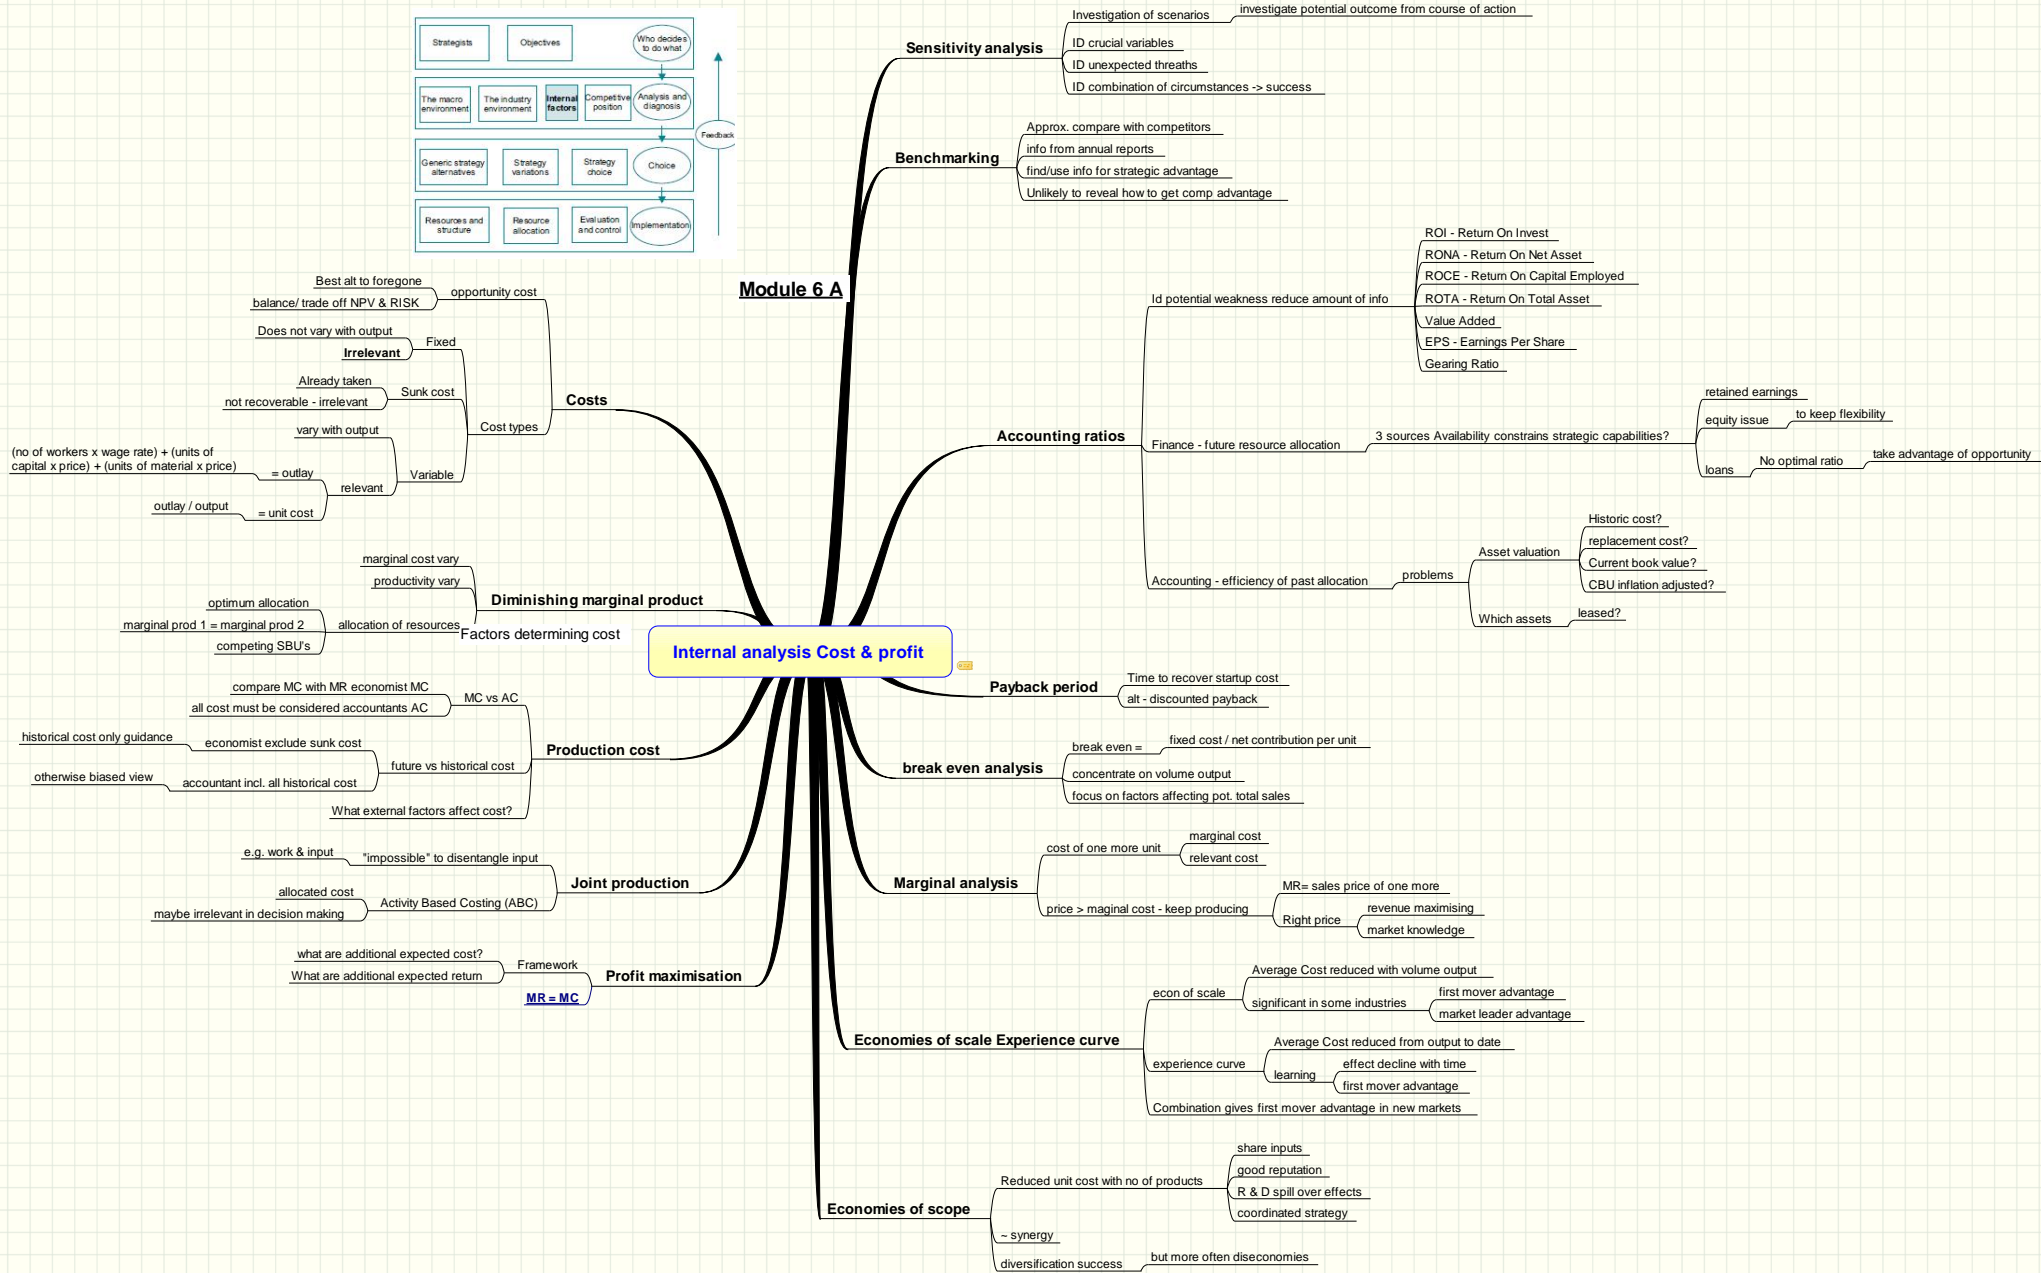 Strategists
Objectives
Who decides
to do what
The macro
environment
The industry
environment
Internal
factors
Competitive
position
Analysis and
diagnosis
Feedback
Generic strategy
alternatives
Strategy
variations
Strategy
choice
Choice
Resources and
structure
Resource
allocation
Evaluation
and control
Implementation
Module 6 A
Internal analysis Cost & profit
Sensitivity analysis
Investigation of scenarios
investigate potential outcome from course of action
ID crucial variables
ID unexpected threaths
ID combination of circumstances -> success
Benchmarking
Approx. compare with competitors
info from annual reports
find/use info for strategic advantage
Unlikely to reveal how to get comp advantage
Accounting ratios
Id potential weakness reduce amount of info
ROI - Return On Invest
RONA - Return On Net Asset
ROCE - Return On Capital Employed
ROTA - Return On Total Asset
Value Added
EPS - Earnings Per Share
Gearing Ratio
Finance - future resource allocation
3 sources Availability constrains strategic capabilities?
retained earnings
equity issue
to keep flexibility
loans
No optimal ratio
take advantage of opportunity
Accounting - efficiency of past allocation
problems
Asset valuation
Historic cost?
replacement cost?
Current book value?
CBU inflation adjusted?
Which assets
leased?
Payback period
Time to recover startup cost
alt - discounted payback
break even analysis
break even =
fixed cost / net contribution per unit
concentrate on volume output
focus on factors affecting pot. total sales
Marginal analysis
cost of one more unit
marginal cost
relevant cost
price > maginal cost - keep producing
MR= sales price of one more
Right price
revenue maximising
market knowledge
Economies of scale Experience curve
econ of scale
Average Cost reduced with volume output
significant in some industries
first mover advantage
market leader advantage
experience curve
Average Cost reduced from output to date
learning
effect decline with time
first mover advantage
Combination gives first mover advantage in new markets
Economies of scope
Reduced unit cost with no of products
share inputs
good reputation
R & D spill over effects
coordinated strategy
~ synergy
diversification success
but more often diseconomies
Costs
opportunity cost
Best alt to foregone
balance/ trade off NPV & RISK
Cost types
Fixed
Does not vary with output
Irrelevant
Sunk cost
Already taken
not recoverable - irrelevant
Variable
vary with output
relevant
= outlay
(no of workers x wage rate) + (units of
capital x price) + (units of material x price)
= unit cost
outlay / output
Diminishing marginal product
marginal cost vary
productivity vary
allocation of resources
optimum allocation
marginal prod 1 = marginal prod 2
competing SBU's
Factors determining cost
Production cost
MC vs AC
compare MC with MR economist MC
all cost must be considered accountants AC
future vs historical cost
economist exclude sunk cost
historical cost only guidance
accountant incl. all historical cost
otherwise biased view
What external factors affect cost?
Joint production
"impossible" to disentangle input
e.g. work & input
Activity Based Costing (ABC)
allocated cost
maybe irrelevant in decision making
Profit maximisation
Framework
what are additional expected cost?
What are additional expected return
MR = MC